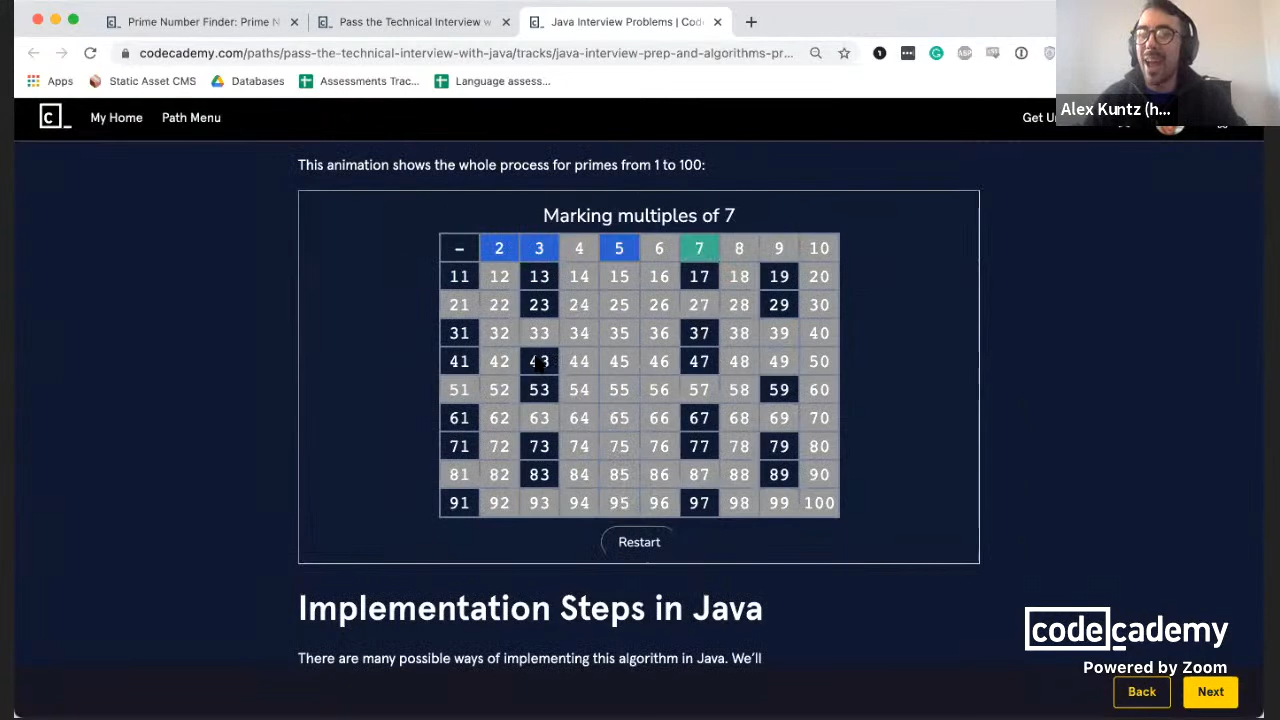 Prime Number Finder: Prime N
Pass the Technical Interview w
Java Interview Problems | Code
codecademy.com/paths/pass-the-technical-interview-with-java/tracks/java-interview-prep-and-algorithms-pr...
ABP
Apps
Static Asset CMS
Databases
Assessments Trac...
Language assess...
Alex Kuntz (h...
c_
My Home
Path Menu
Get Un
This animation shows the whole process for primes from 1 to 100:
Marking multiples of 7
– 2 3 4 5 6 7 8 9 10
11 12 13 14 15 16 17 18 19 20
21 22 23 24 25 26 27 28 29 30
31 32 33 34 35 36 37 38 39 40
41 42 43 44 45 46 47 48 49 50
51 52 53 54 55 56 57 58 59 60
61 62 63 64 65 66 67 68 69 70
71 72 73 74 75 76 77 78 79 80
81 82 83 84 85 86 87 88 89 90
91 92 93 94 95 96 97 98 99 100
Restart
Implementation Steps in Java
There are many possible ways of implementing this algorithm in Java. We’ll
codecademy
Powered by Zoom
Back
Next